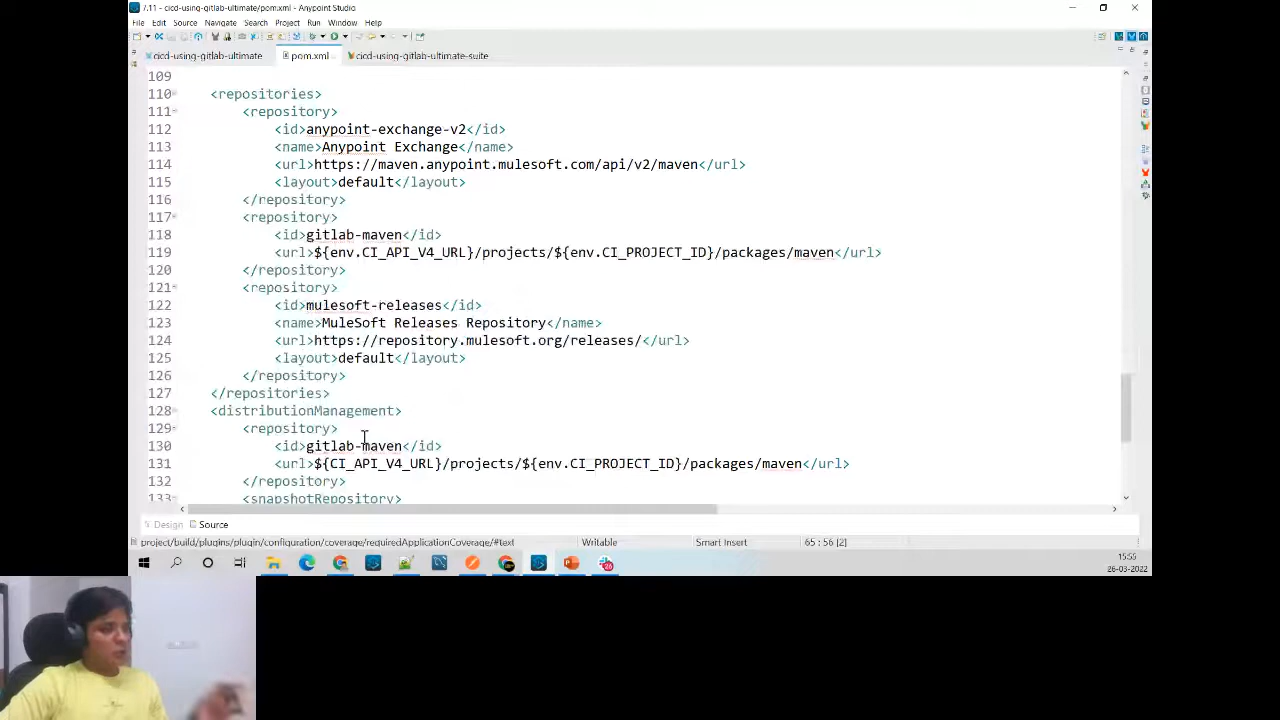 7.11 - cicd-using-gitlab-ultimate/pom.xml - Anypoint Studio
File Edit Source Navigate Search Project Run Window Help
cicd-using-gitlab-ultimate pom.xml cicd-using-gitlab-ultimate-suite
109
110 <repositories>
111 <repository>
112 <id>anypoint-exchange-v2</id>
113 <name>Anypoint Exchange</name>
114 <url>https://maven.anypoint.mulesoft.com/api/v2/maven</url>
115 <layout>default</layout>
116 </repository>
117 <repository>
118 <id>gitlab-maven</id>
119 <url>${env.CI_API_V4_URL}/projects/${env.CI_PROJECT_ID}/packages/maven</url>
120 </repository>
121 <repository>
122 <id>mulesoft-releases</id>
123 <name>MuleSoft Releases Repository</name>
124 <url>https://repository.mulesoft.org/releases/</url>
125 <layout>default</layout>
126 </repository>
127 </repositories>
128 <distributionManagement>
129 <repository>
130 <id>gitlab-maven</id>
131 <url>${CI_API_V4_URL}/projects/${env.CI_PROJECT_ID}/packages/maven</url>
132 </repository>
133 <snapshotRepository>
Design Source
project/build/plugins/plugin/configuration/coverage/requiredApplicationCoverage/#text Writable Smart Insert 65 : 56 [2]
26
15:55
26-03-2022